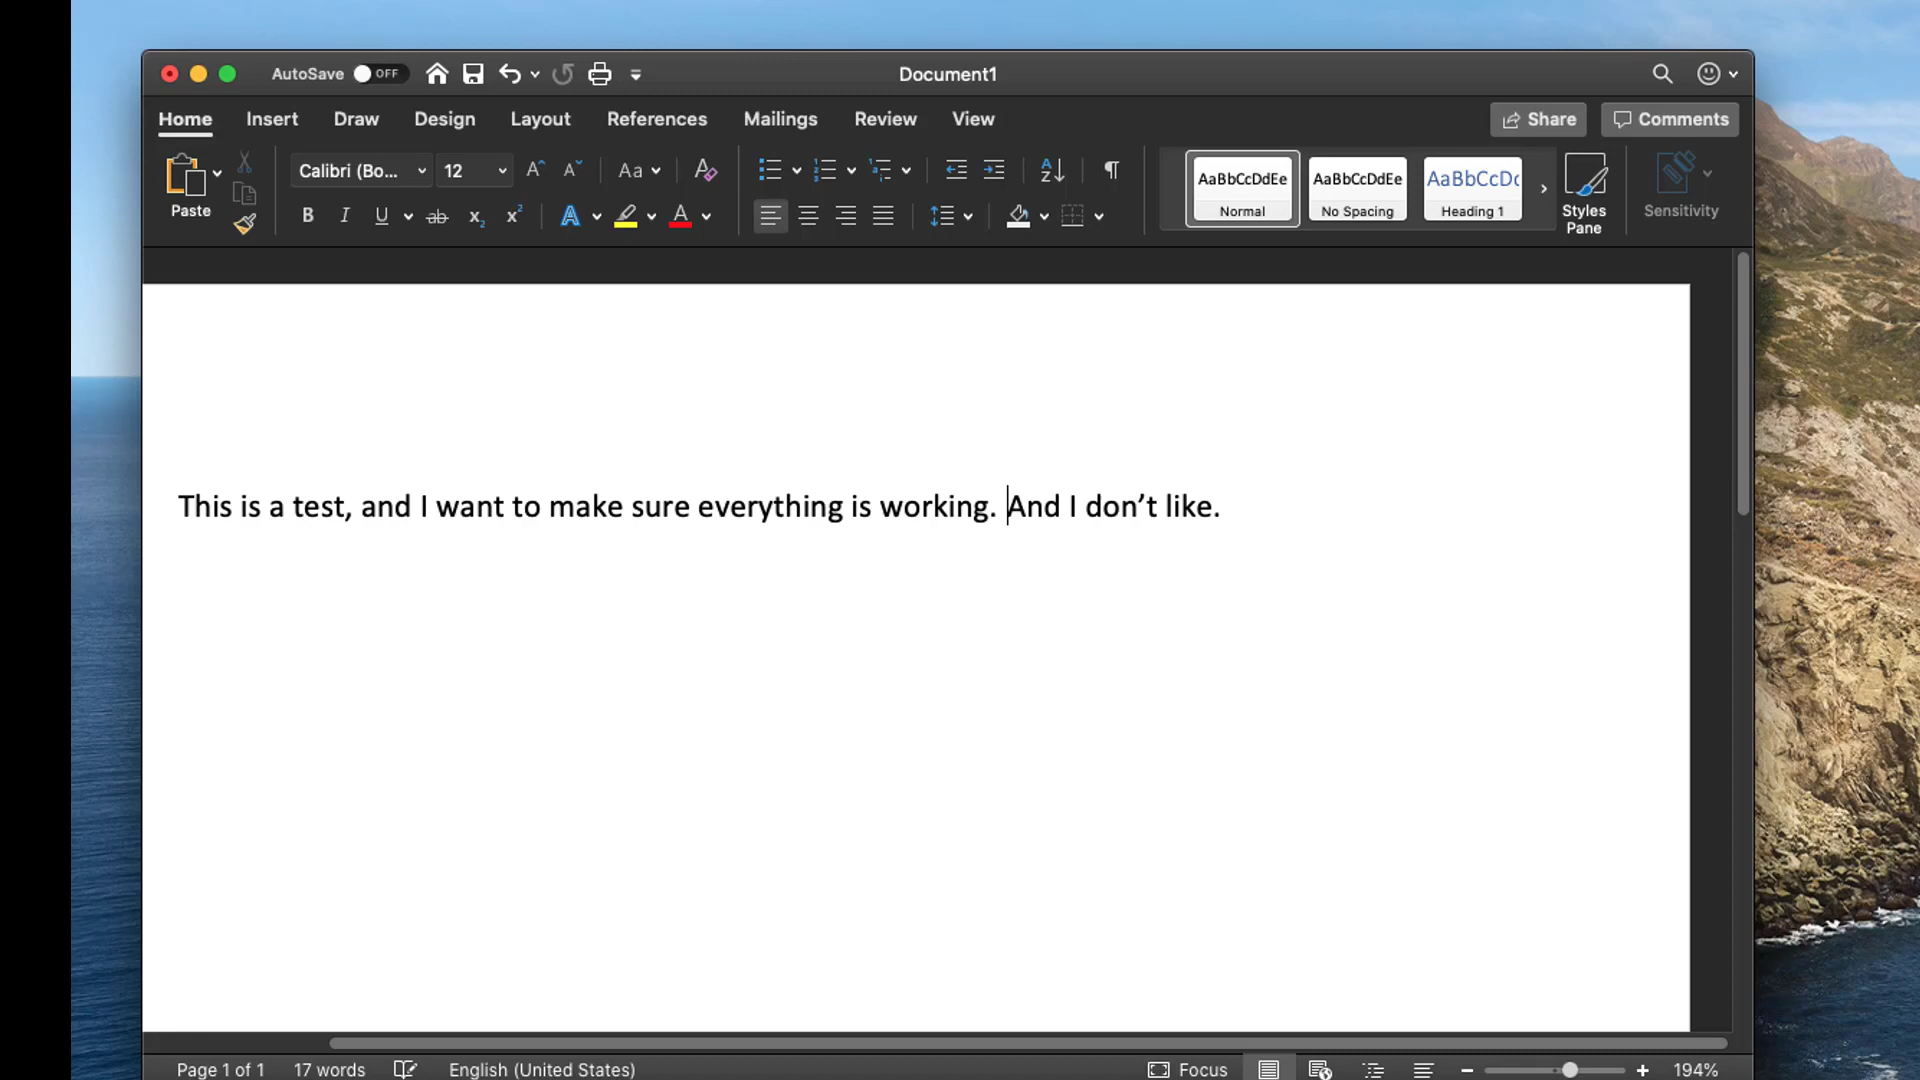 AutoSave OFF Document1
Home Insert Draw Design Layout References Mailings Review View Share Comments
Calibri (Bo... 12 Aa AaBbCcDdEe AaBbCcDdEe AaBbCcDc
Paste Normal No Spacing Heading 1 Styles Pane Sensitivity
This is a test, and I want to make sure everything is working. And I don’t like.
Page 1 of 1 17 words English (United States) Focus 194%